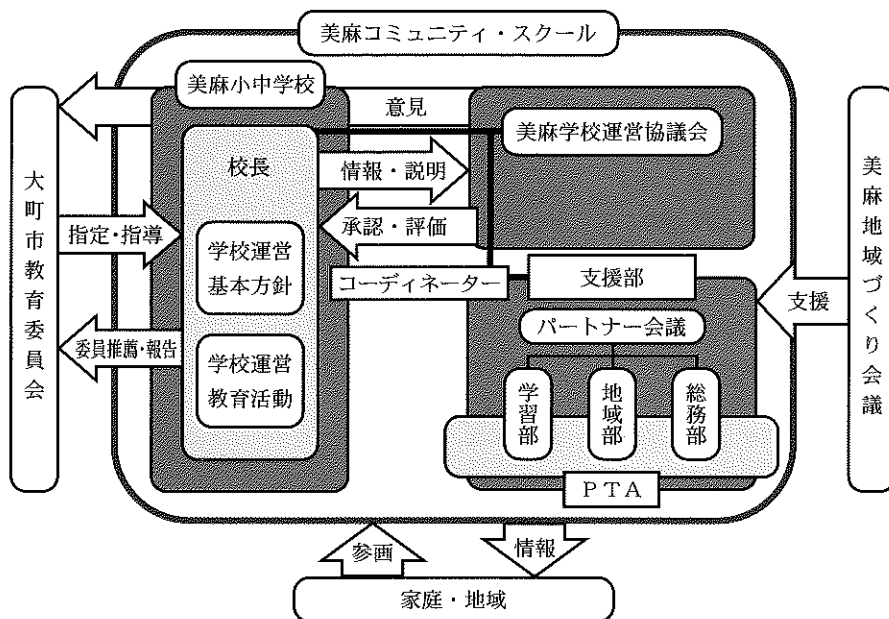 美麻コミュニティ・スクール
美麻小中学校
意見
美麻学校運営協議会
校長
情報・説明
大町市教育委員会
指定・指導
承認・評価
学校運営
基本方針
コーディネーター
支援部
支援
美麻地域づくり会議
パートナー会議
委員推薦・報告
学校運営
教育活動
学習部
地域部
総務部
PTA
参画
情報
家庭・地域